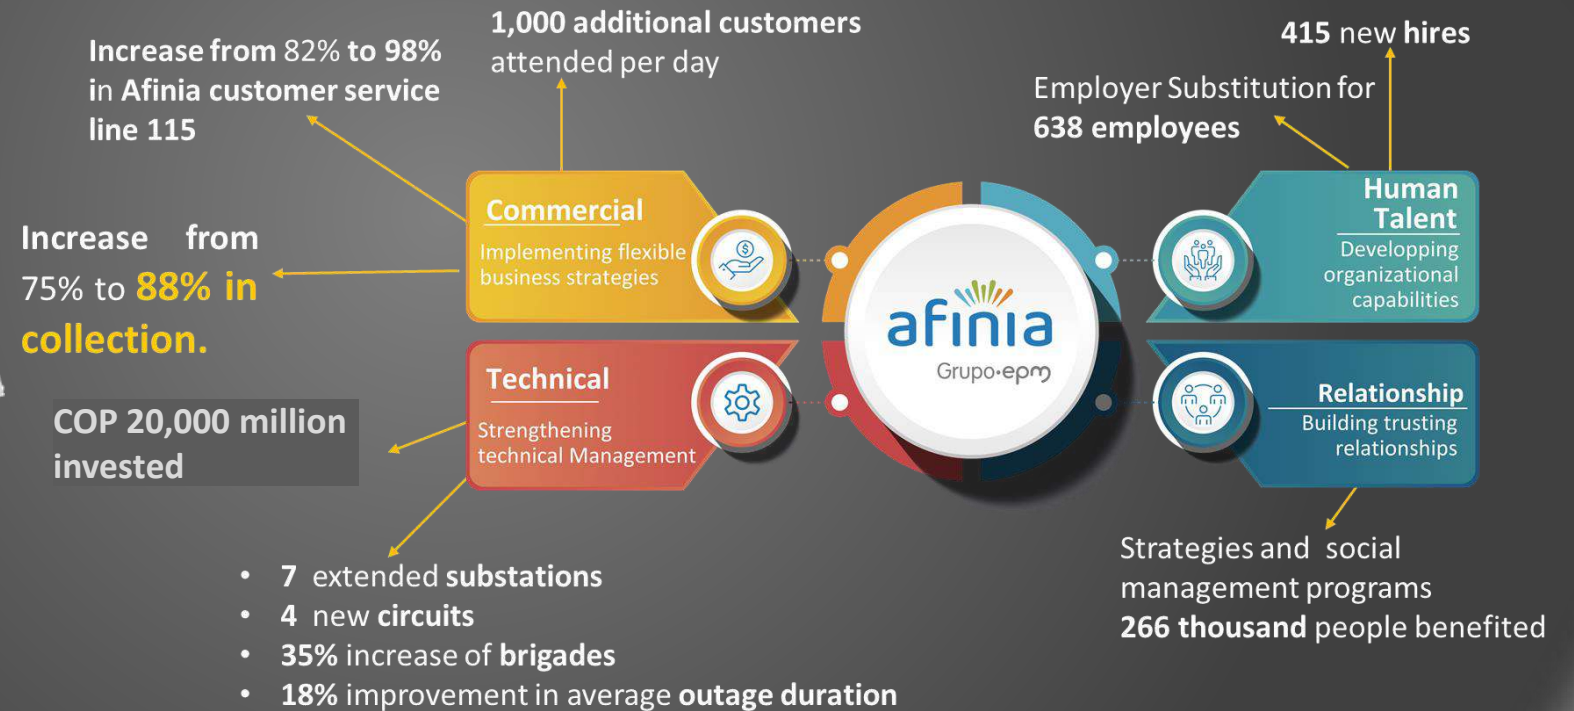 Increase from 82% to 98%
in Afinia customer service
line 115
1,000 additional customers
attended per day
415 new hires
Employer Substitution for
638 employees
Increase from
75% to 88% in
collection.
Commercial
Implementing flexible
business strategies
Human
Talent
Developping
organizational
capabilities
afinia
Grupo·epm
COP 20,000 million
invested
Technical
Strengthening
technical Management
Relationship
Building trusting
relationships
• 7 extended substations
• 4 new circuits
• 35% increase of brigades
• 18% improvement in average outage duration
Strategies and social
management programs
266 thousand people benefited